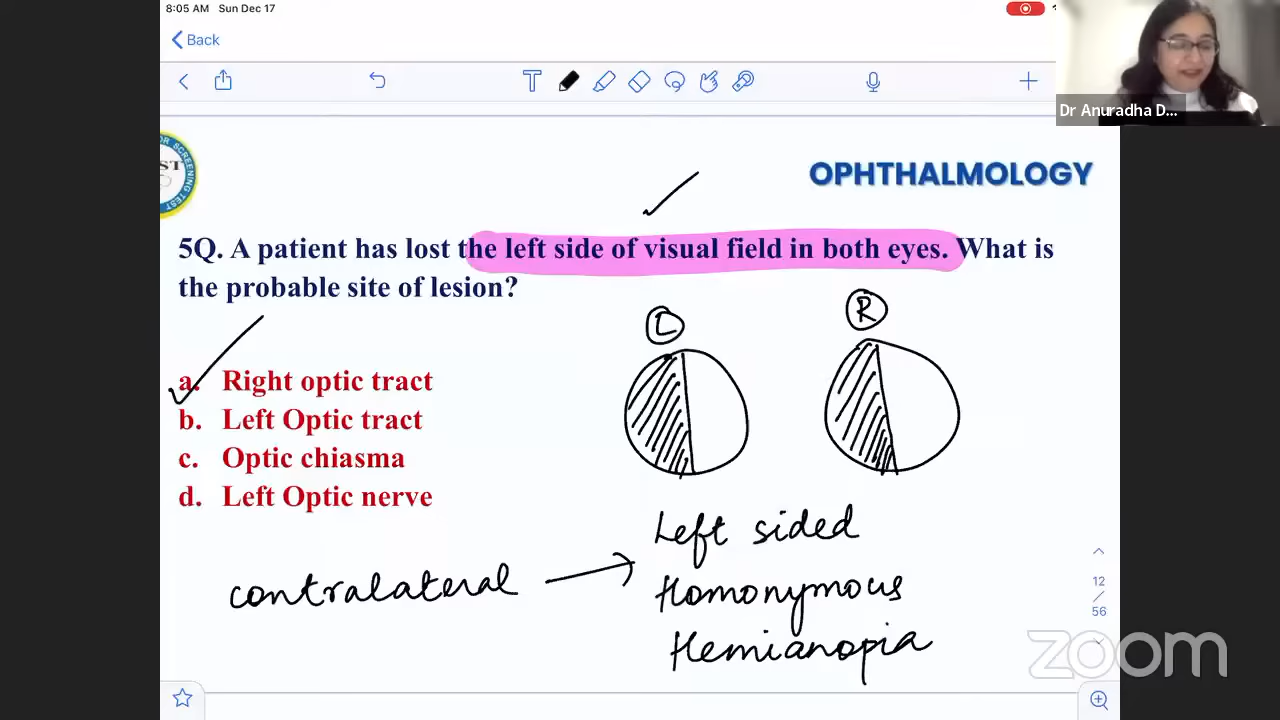 8:05 AM Sun Dec 17
Back
Dr Anuradha D...
OPHTHALMOLOGY
5Q. A patient has lost the left side of visual field in both eyes. What is
the probable site of lesion?
L R
a. Right optic tract
b. Left Optic tract
c. Optic chiasma
d. Left Optic nerve
contralateral → Left sided
Homonymous
Hemianopia
12
/
56
zoom